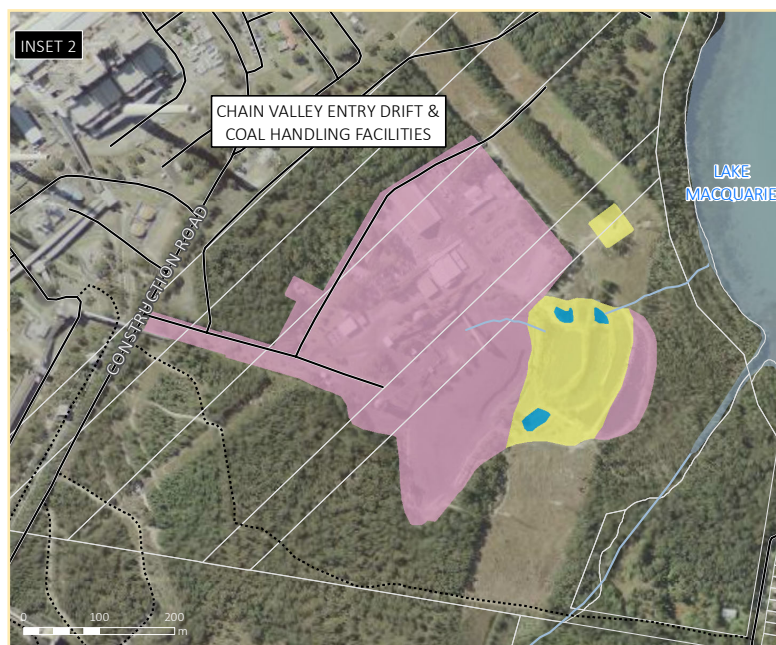 INSET 2
CHAIN VALLEY ENTRY DRIFT &
COAL HANDLING FACILITIES
LAKE
MACQUARIE
CONSTRUCTION ROAD
0 100 200
m